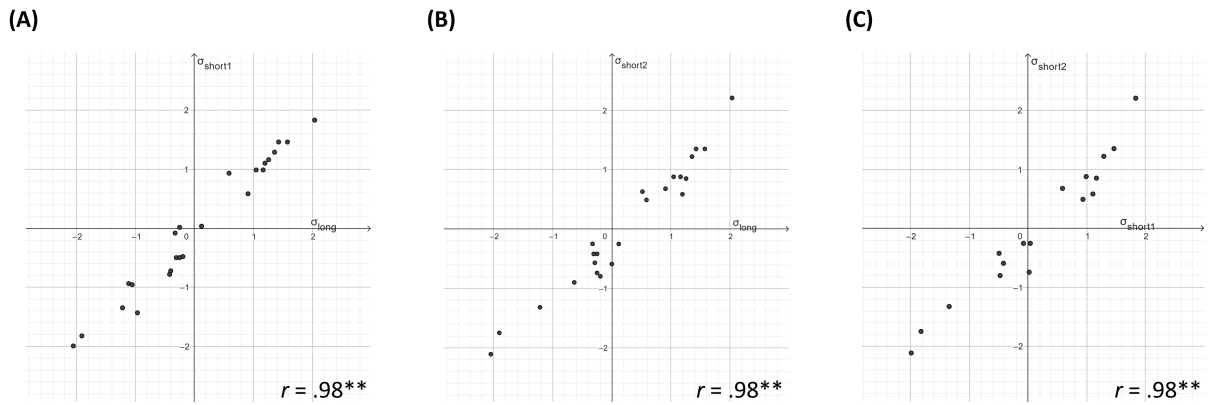 (A)
σshort1
2
1
−2
−1
0
1
2
σlong
−1
−2
r = .98**
(B)
σshort2
2
1
−2
−1
0
1
2
σlong
−1
−2
r = .98**
(C)
σshort2
2
1
−2
−1
0
1
2
σshort1
−1
−2
r = .98**